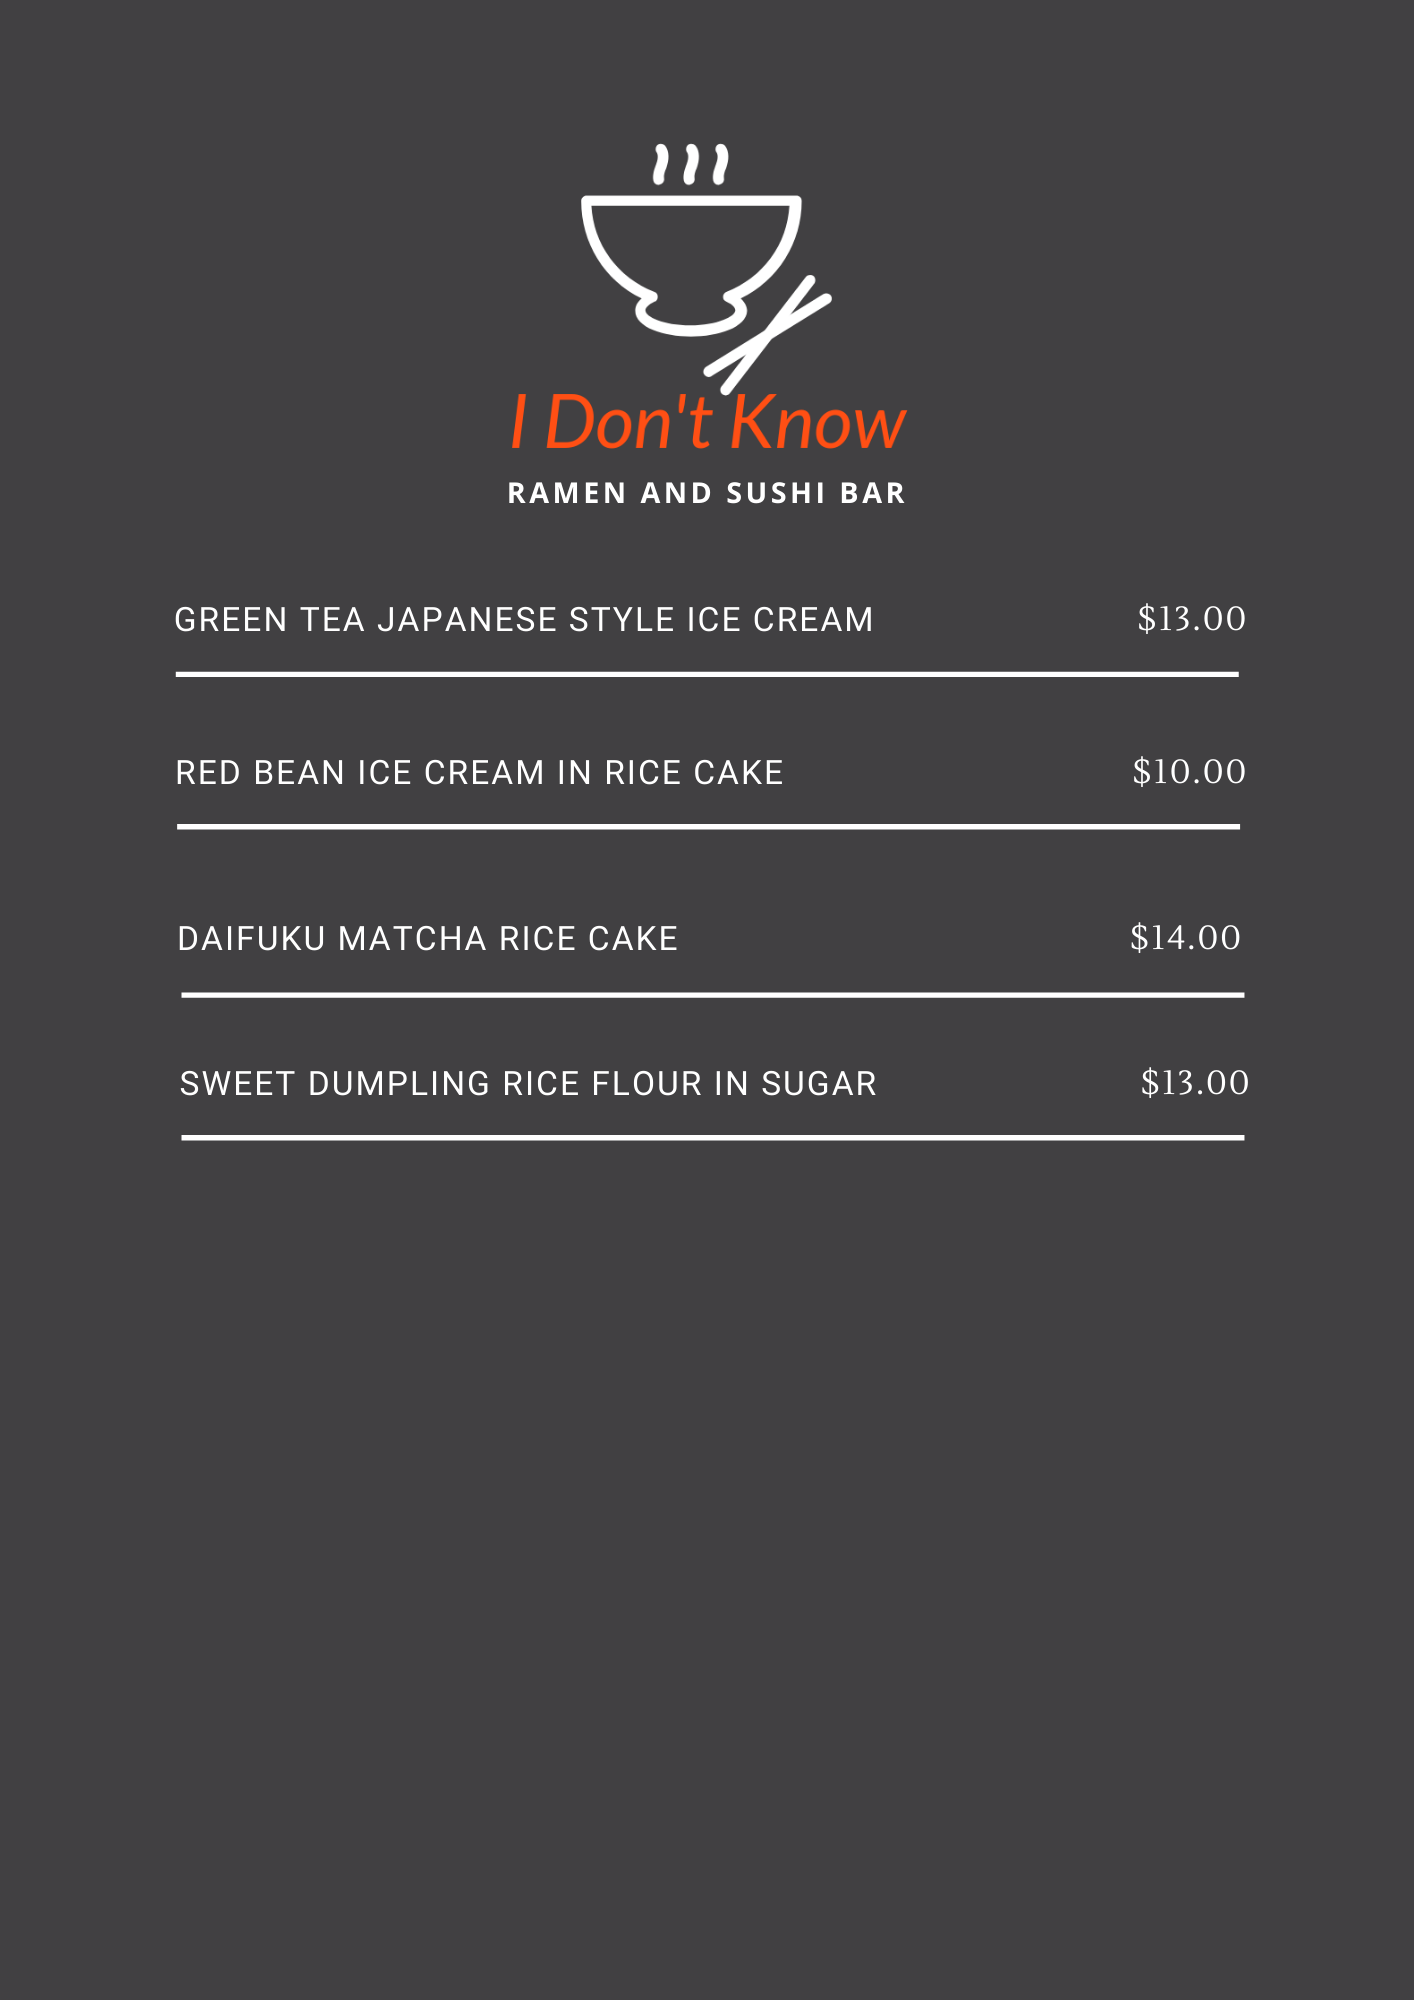 I Don't Know
RAMEN AND SUSHI BAR
GREEN TEA JAPANESE STYLE ICE CREAM $13.00
RED BEAN ICE CREAM IN RICE CAKE $10.00
DAIFUKU MATCHA RICE CAKE $14.00
SWEET DUMPLING RICE FLOUR IN SUGAR $13.00